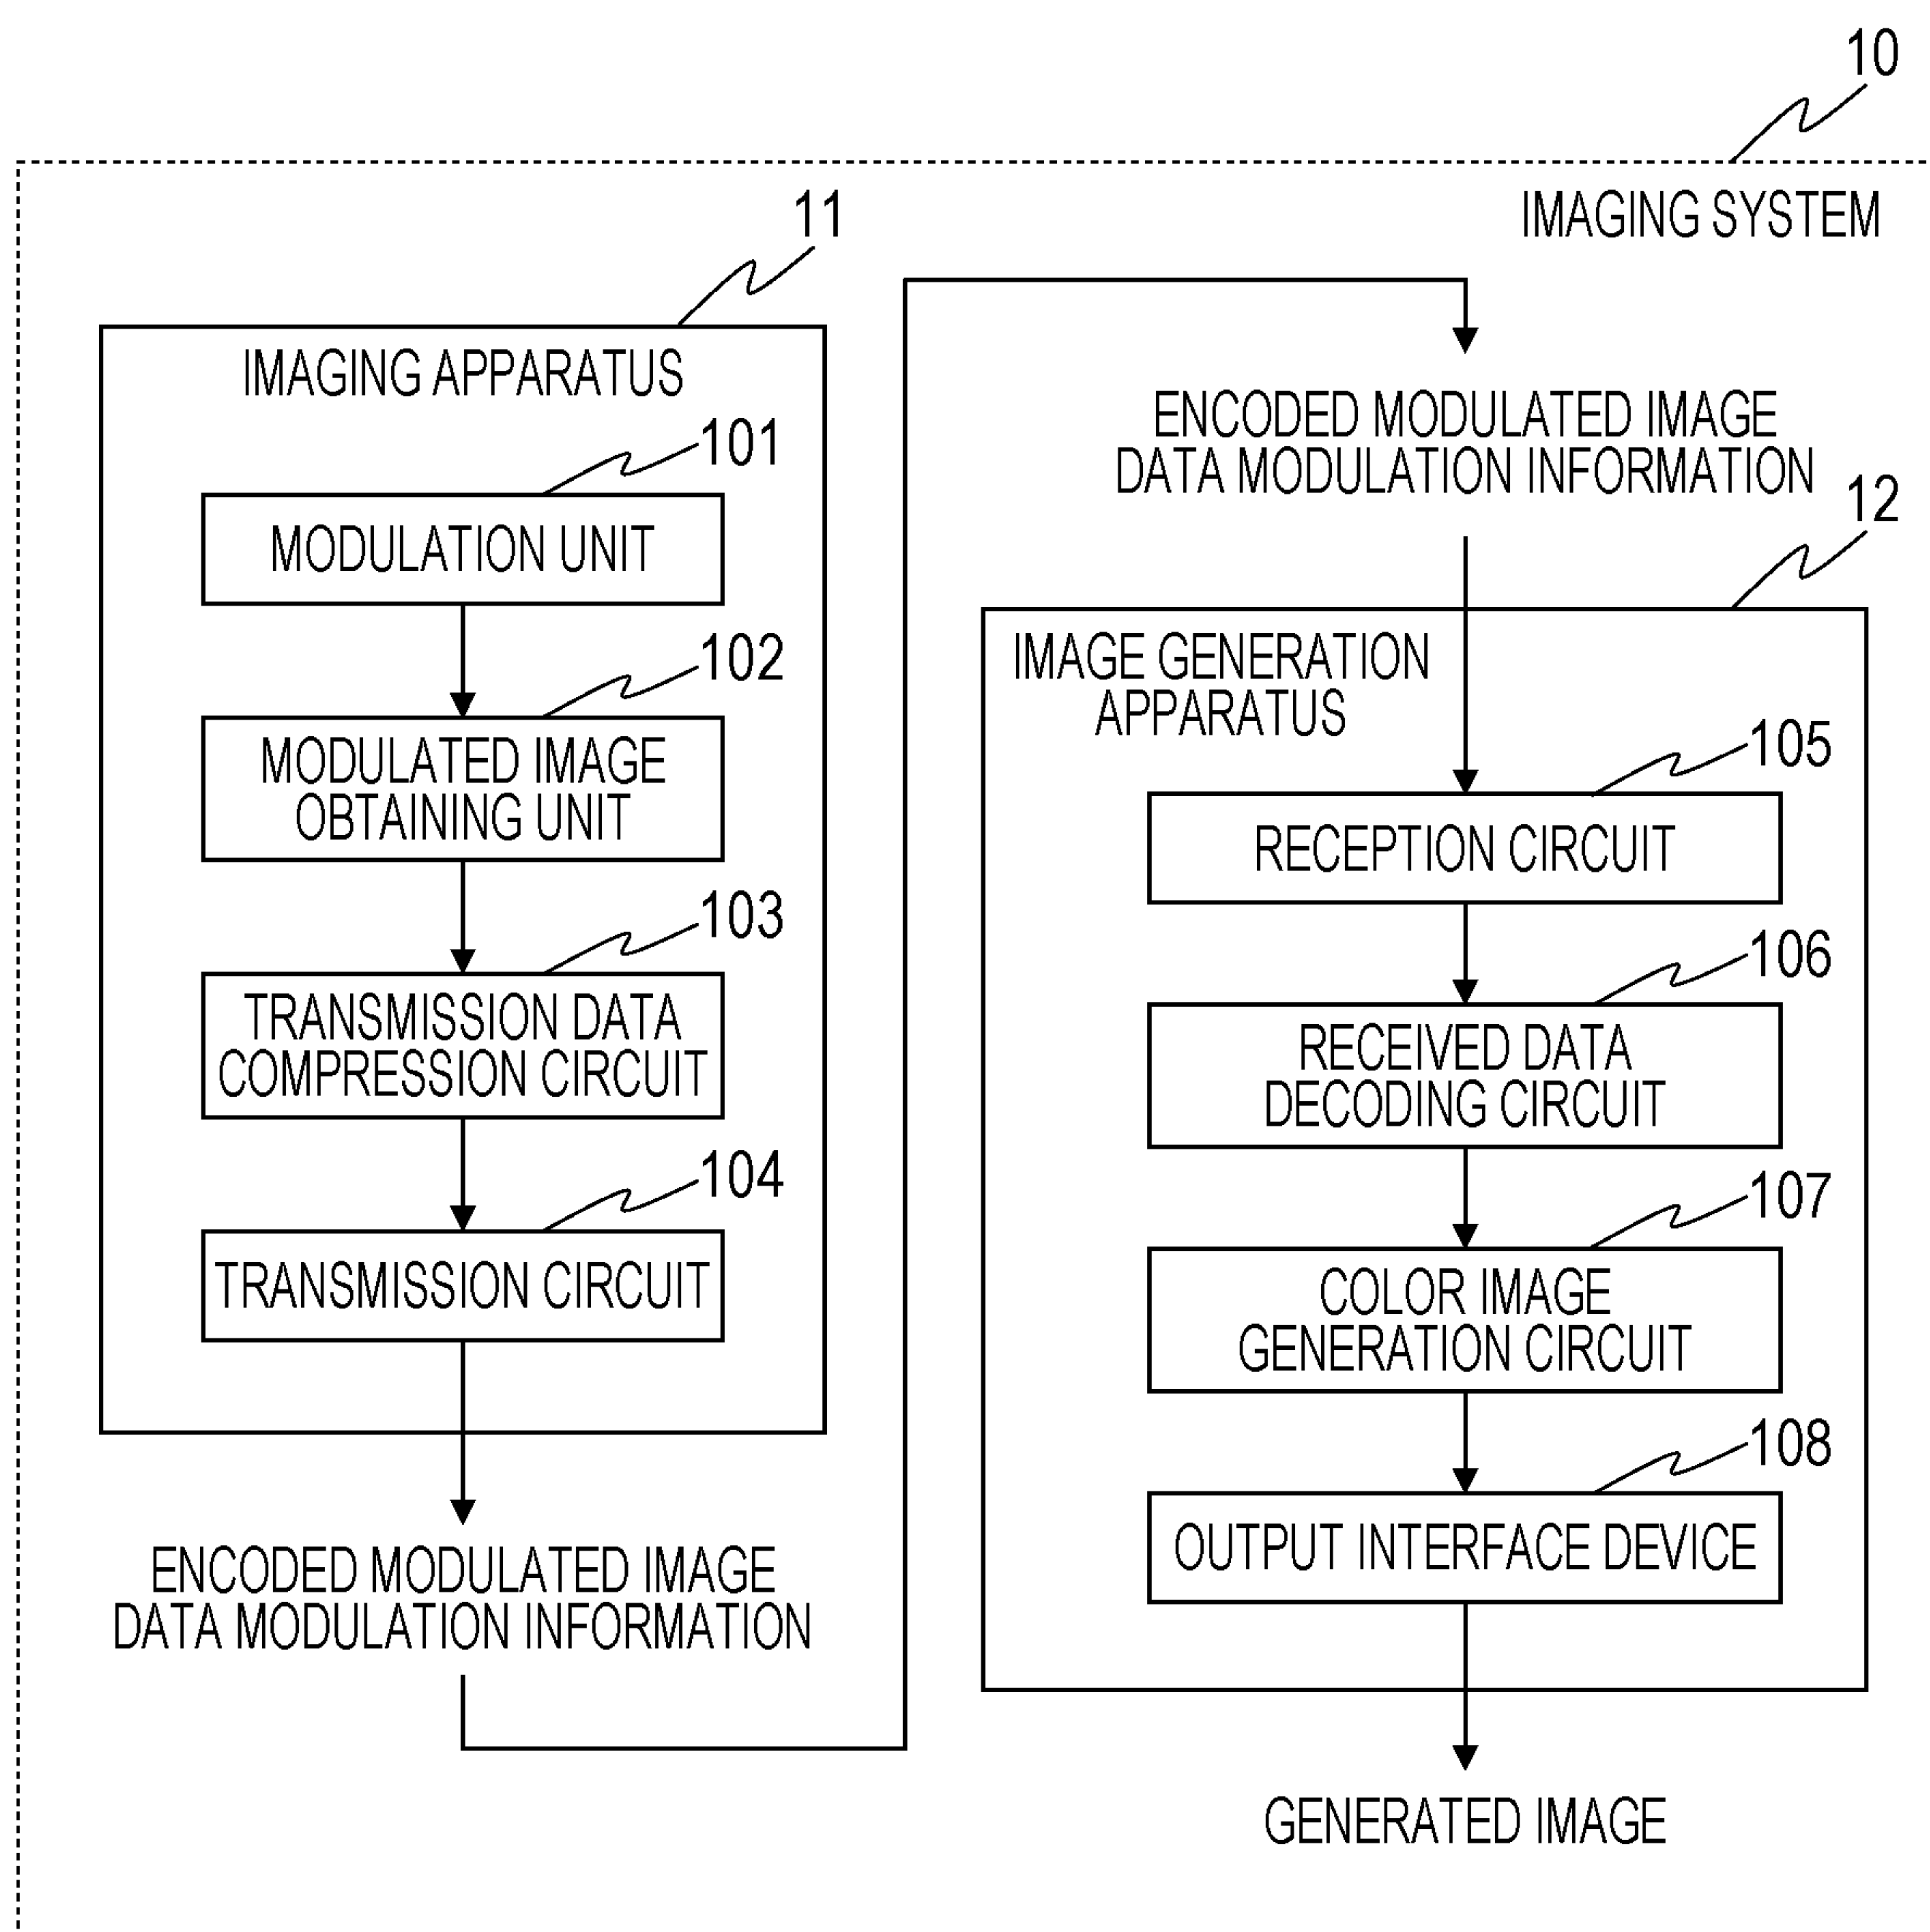 10
IMAGING SYSTEM
11
IMAGING APPARATUS
101
MODULATION UNIT
102
MODULATED IMAGE
OBTAINING UNIT
103
TRANSMISSION DATA
COMPRESSION CIRCUIT
104
TRANSMISSION CIRCUIT
ENCODED MODULATED IMAGE
DATA MODULATION INFORMATION
ENCODED MODULATED IMAGE
DATA MODULATION INFORMATION
12
IMAGE GENERATION
APPARATUS
105
RECEPTION CIRCUIT
106
RECEIVED DATA
DECODING CIRCUIT
107
COLOR IMAGE
GENERATION CIRCUIT
108
OUTPUT INTERFACE DEVICE
GENERATED IMAGE